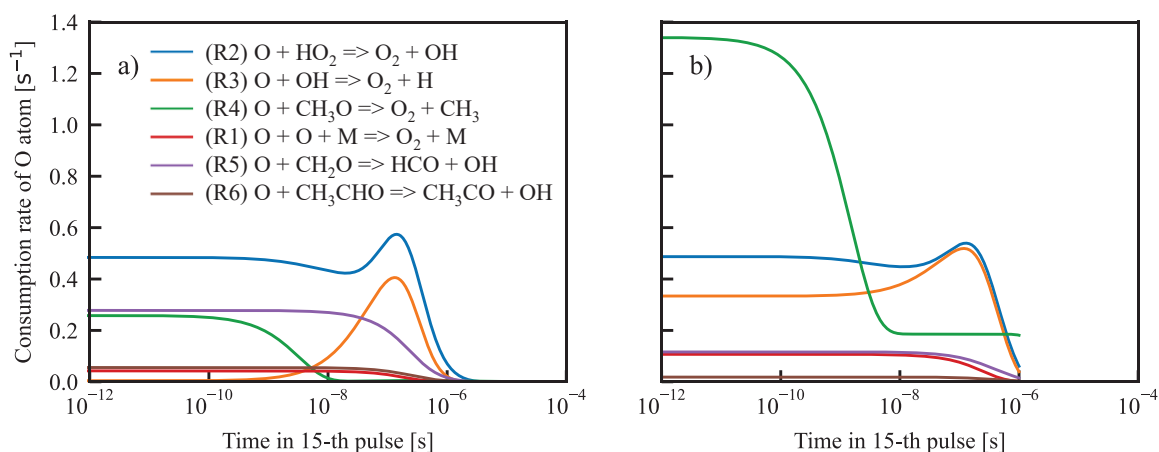 Consumption rate of O atom [s⁻¹]
1.4
1.2
1.0
0.8
0.6
0.4
0.2
0.0
a)
(R2) O + HO₂ => O₂ + OH
(R3) O + OH => O₂ + H
(R4) O + CH₃O => O₂ + CH₃
(R1) O + O + M => O₂ + M
(R5) O + CH₂O => HCO + OH
(R6) O + CH₃CHO => CH₃CO + OH
10⁻¹² 10⁻¹⁰ 10⁻⁸ 10⁻⁶ 10⁻⁴
Time in 15-th pulse [s]
b)
10⁻¹² 10⁻¹⁰ 10⁻⁸ 10⁻⁶ 10⁻⁴
Time in 15-th pulse [s]